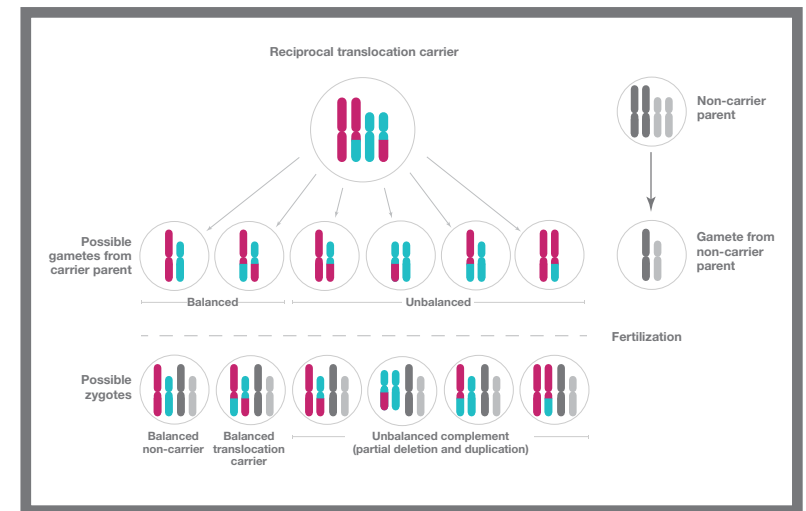 Reciprocal translocation carrier
Non-carrier
parent
Possible
gametes from
carrier parent
Gamete from
non-carrier
parent
Balanced
Unbalanced
Fertilization
Possible
zygotes
Balanced
non-carrier
Balanced
translocation
carrier
Unbalanced complement
(partial deletion and duplication)